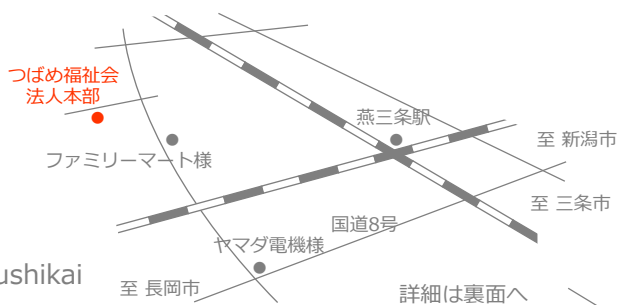 つばめ福祉会
法人本部
燕三条駅
至 新潟市
ファミリーマート様
至 三条市
国道8号
ヤマダ電機様
ushikai
至 長岡市
詳細は裏面へ